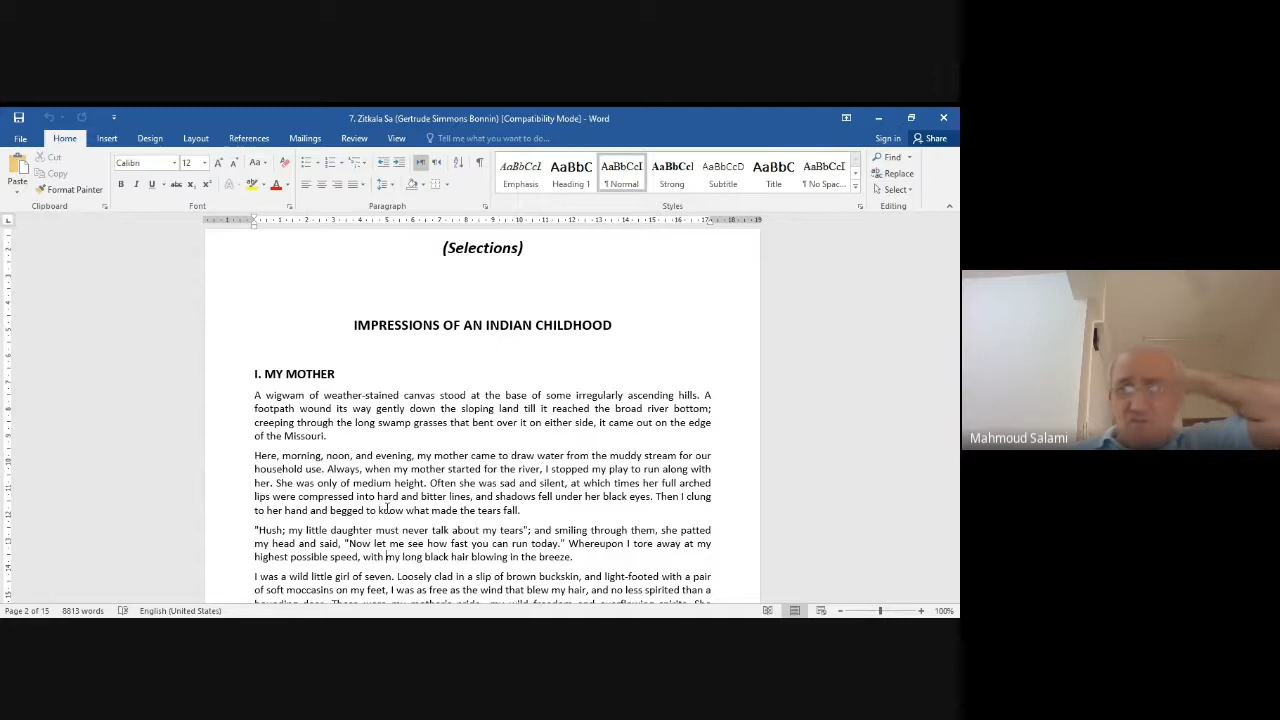 7. Zitkala Sa (Gertrude Simmons Bonnin) [Compatibility Mode] - Word
File Home Insert Design Layout References Mailings Review View Tell me what you want to do... Sign in Share
Paste Cut Copy Format Painter
Clipboard
Calibri 12
Font
Paragraph
AaBbCcI Emphasis
AaBbC Heading 1
AaBbCcI ¶ Normal
AaBbCcI Strong
AaBbCcD Subtitle
AaBbC Title
AaBbCcI ¶ No Spac...
Styles
Find
Replace
Select
Editing
(Selections)
IMPRESSIONS OF AN INDIAN CHILDHOOD
I. MY MOTHER
A wigwam of weather-stained canvas stood at the base of some irregularly ascending hills. A
footpath wound its way gently down the sloping land till it reached the broad river bottom;
creeping through the long swamp grasses that bent over it on either side, it came out on the edge
of the Missouri.
Here, morning, noon, and evening, my mother came to draw water from the muddy stream for our
household use. Always, when my mother started for the river, I stopped my play to run along with
her. She was only of medium height. Often she was sad and silent, at which times her full arched
lips were compressed into hard and bitter lines, and shadows fell under her black eyes. Then I clung
to her hand and begged to know what made the tears fall.
"Hush; my little daughter must never talk about my tears"; and smiling through them, she patted
my head and said, "Now let me see how fast you can run today." Whereupon I tore away at my
highest possible speed, with my long black hair blowing in the breeze.
I was a wild little girl of seven. Loosely clad in a slip of brown buckskin, and light-footed with a pair
of soft moccasins on my feet, I was as free as the wind that blew my hair, and no less spirited than a
Page 2 of 15 8813 words English (United States) 100%
Mahmoud Salami